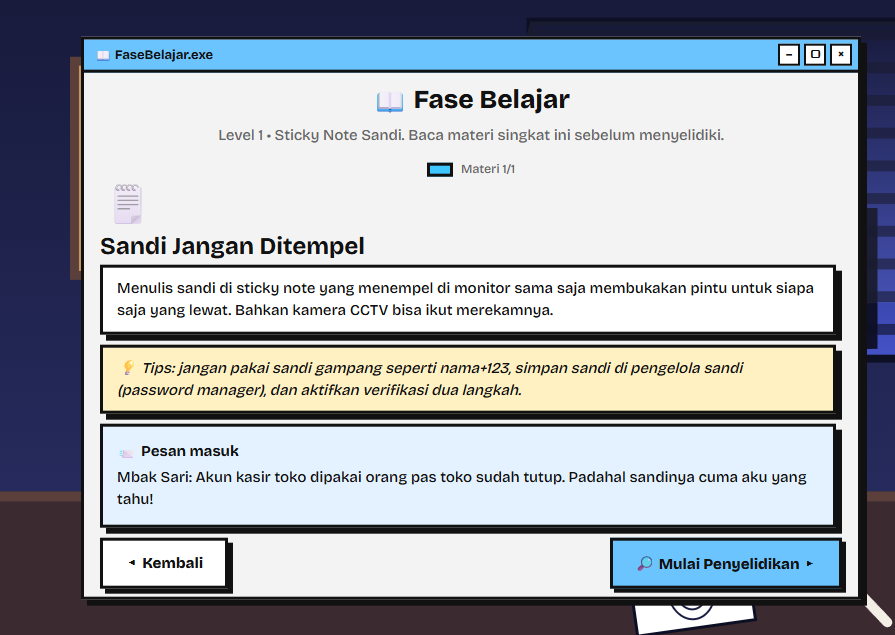 FaseBelajar.exe
Fase Belajar
Level 1 • Sticky Note Sandi. Baca materi singkat ini sebelum menyelidiki.
Materi 1/1
Sandi Jangan Ditempel
Menulis sandi di sticky note yang menempel di monitor sama saja membukakan pintu untuk siapa
saja yang lewat. Bahkan kamera CCTV bisa ikut merekamnya.
Tips: jangan pakai sandi gampang seperti nama+123, simpan sandi di pengelola sandi
(password manager), dan aktifkan verifikasi dua langkah.
Pesan masuk
Mbak Sari: Akun kasir toko dipakai orang pas toko sudah tutup. Padahal sandinya cuma aku yang
tahu!
Kembali
Mulai Penyelidikan